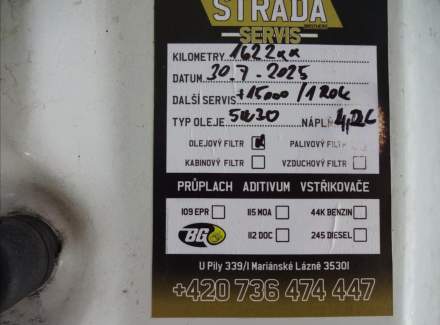 STRADA
SERVIS
KILOMETRY
DATUM 30.7.2025
DALŠÍ SERVIS +15000/1 rok
TYP OLEJE 5W30 NÁPLŇ 4,2L
OLEJOVÝ FILTR PALIVOVÝ FILTR
KABINOVÝ FILTR VZDUCHOVÝ FILTR
PRŮPLACH ADITIVUM VSTŘIKOVAČE
109 EPR 115 MOA 44K BENZIN
BG 112 DOC 245 DIESEL
U Pily 339/1 Mariánské Lázně 35301
+420 736 474 447